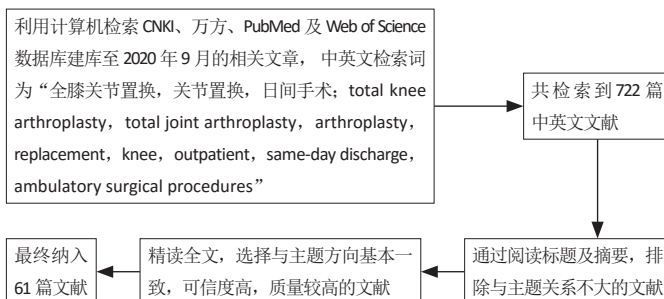 利用计算机检索 CNKI、万方、PubMed 及 Web of Science
数据库建库至 2020 年 9 月的相关文章， 中英文检索词
为“全膝关节置换，关节置换，日间手术；total knee
arthroplasty，total joint arthroplasty，arthroplasty，
replacement，knee，outpatient，same-day discharge，
ambulatory surgical procedures”
共检索到 722 篇
中英文文献
通过阅读标题及摘要，排
除与主题关系不大的文献
精读全文，选择与主题方向基本一
致，可信度高，质量较高的文献
最终纳入
61 篇文献